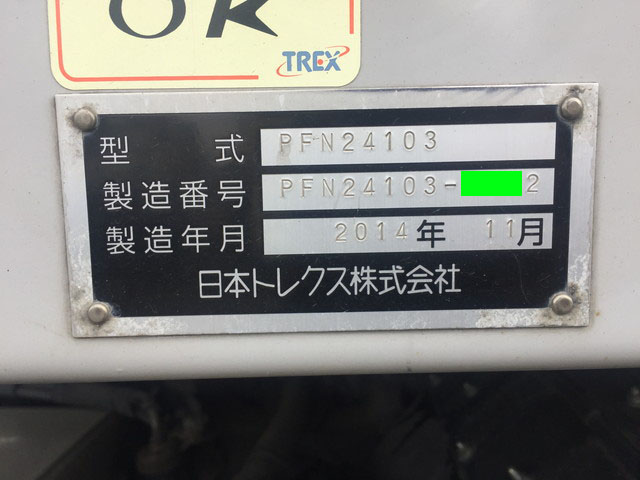 OK
TREX
型式 PFN24103
製造番号 PFN24103- 2
製造年月 2014年 11月
日本トレクス株式会社